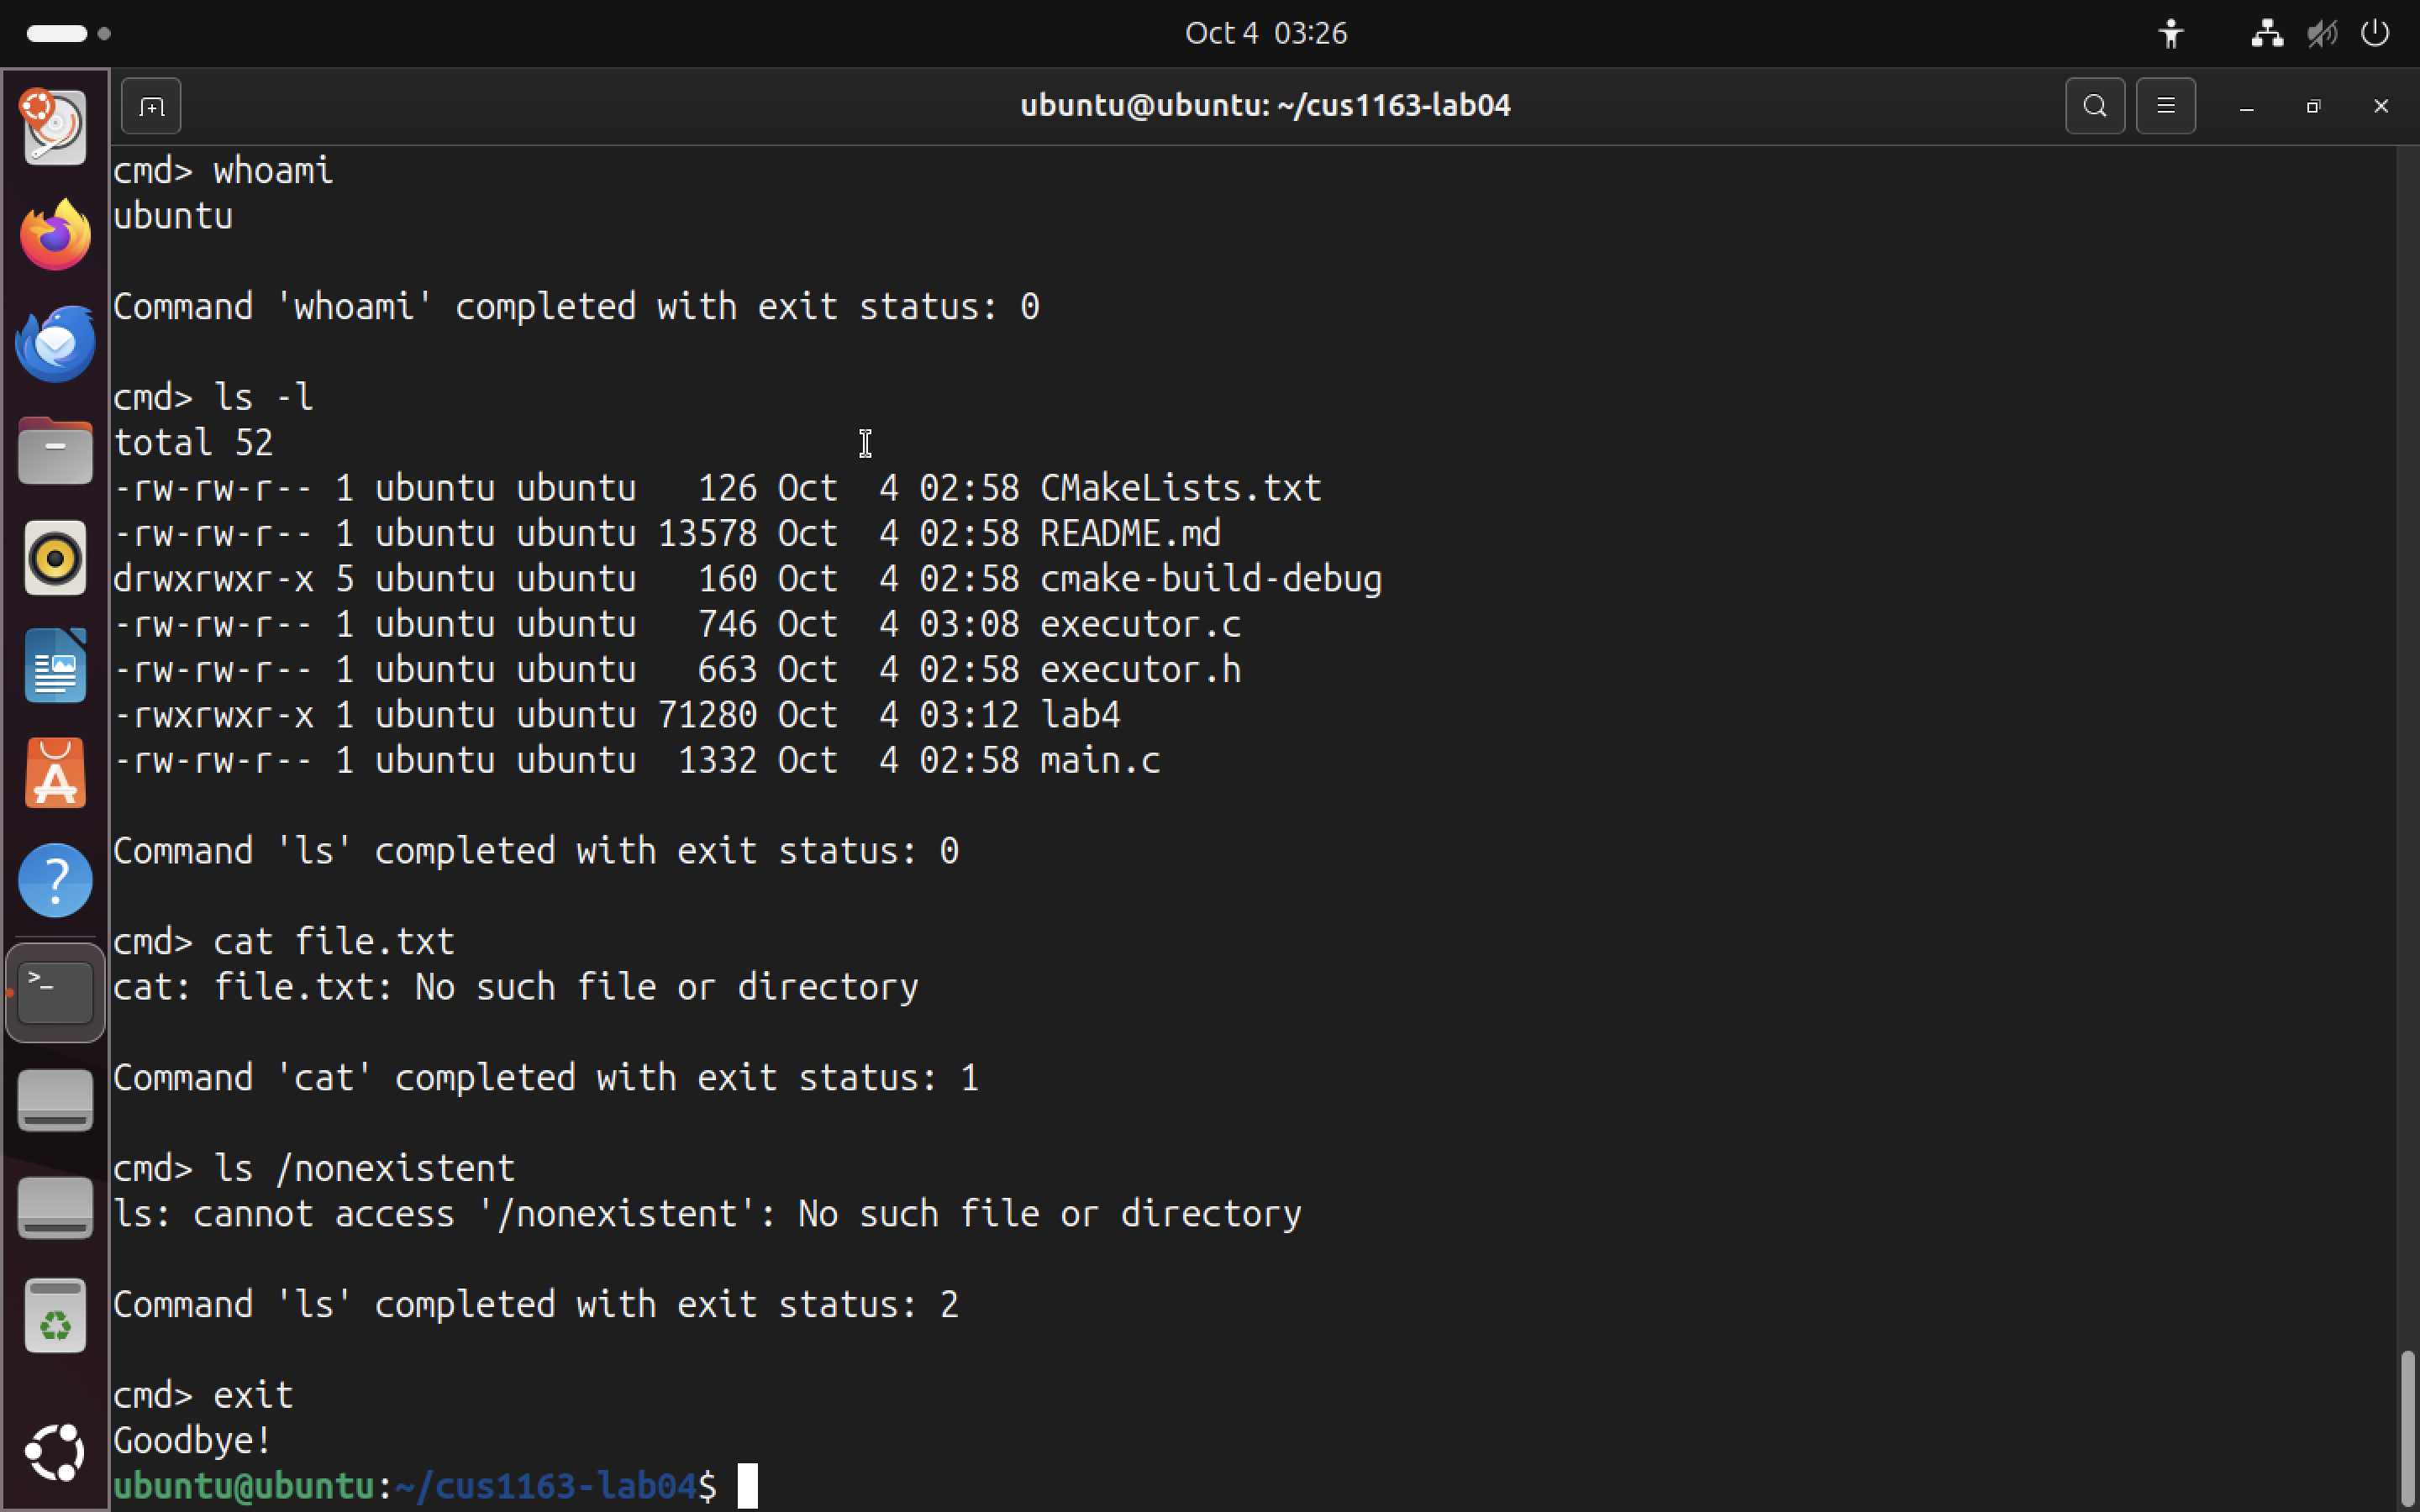 Oct 4 03:26
ubuntu@ubuntu: ~/cus1163-lab04
cmd> whoami
ubuntu
Command 'whoami' completed with exit status: 0
cmd> ls -l
total 52
-rw-rw-r-- 1 ubuntu ubuntu   126 Oct  4 02:58 CMakeLists.txt
-rw-rw-r-- 1 ubuntu ubuntu 13578 Oct  4 02:58 README.md
drwxrwxr-x 5 ubuntu ubuntu   160 Oct  4 02:58 cmake-build-debug
-rw-rw-r-- 1 ubuntu ubuntu   746 Oct  4 03:08 executor.c
-rw-rw-r-- 1 ubuntu ubuntu   663 Oct  4 02:58 executor.h
-rwxrwxr-x 1 ubuntu ubuntu 71280 Oct  4 03:12 lab4
-rw-rw-r-- 1 ubuntu ubuntu  1332 Oct  4 02:58 main.c
Command 'ls' completed with exit status: 0
cmd> cat file.txt
cat: file.txt: No such file or directory
Command 'cat' completed with exit status: 1
cmd> ls /nonexistent
ls: cannot access '/nonexistent': No such file or directory
Command 'ls' completed with exit status: 2
cmd> exit
Goodbye!
ubuntu@ubuntu:~/cus1163-lab04$